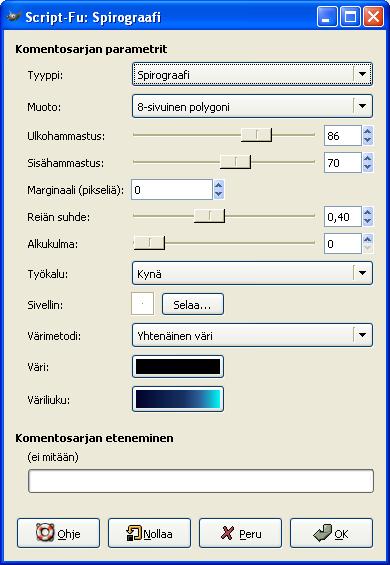 Script-Fu: Spirograafi
Komentosarjan parametrit
Tyyppi: Spirograafi
Muoto: 8-sivuinen polygoni
Ulkohammastus: 86
Sisähammastus: 70
Marginaali (pikseliä): 0
Reiän suhde: 0,40
Alkukulma: 0
Työkalu: Kynä
Sivellin: Selaa...
Värimetodi: Yhtenäinen väri
Väri:
Väriliuku:
Komentosarjan eteneminen
(ei mitään)
Ohje Nollaa Peru OK